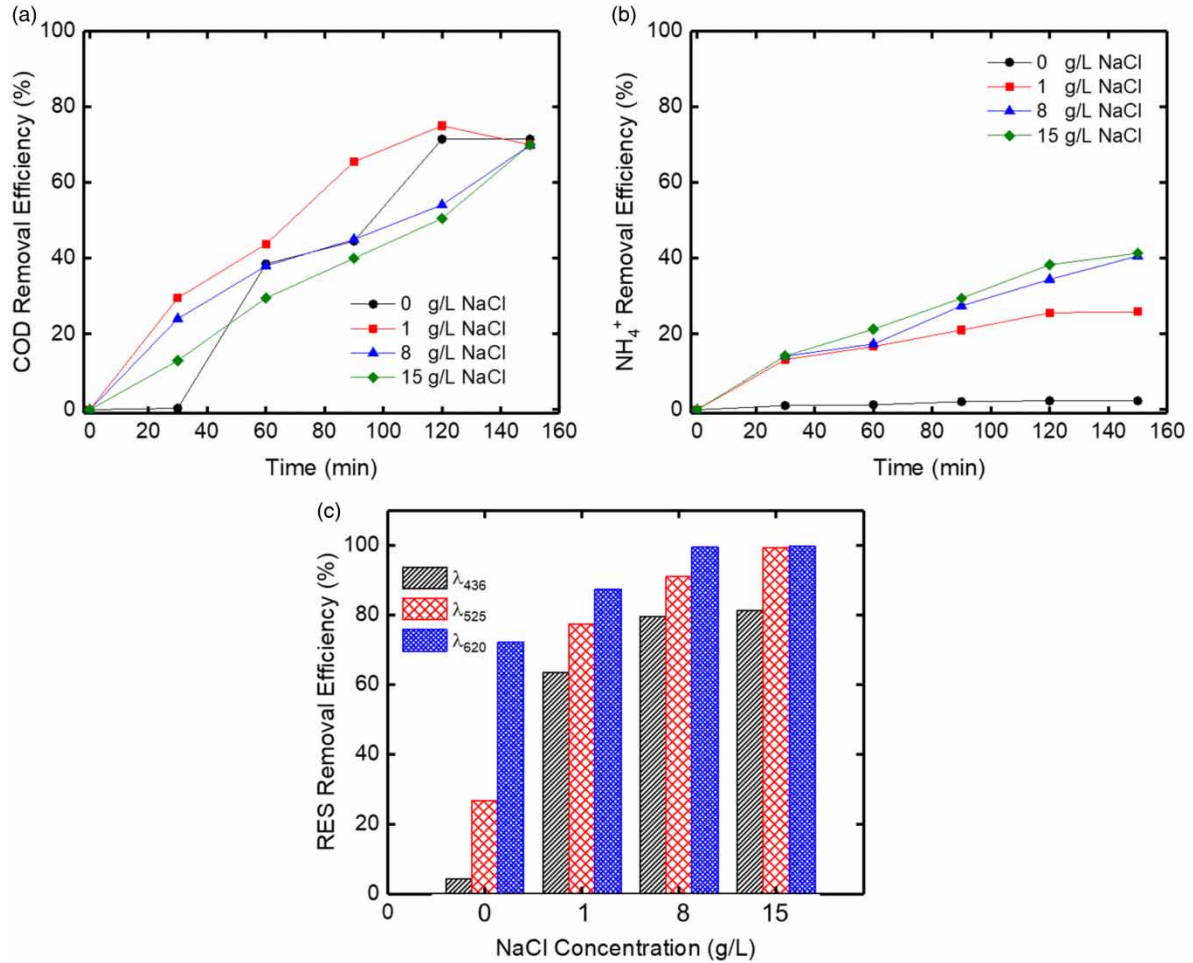 (a)
100
80
60
40
20
0
COD Removal Efficiency (%)
0 g/L NaCl
1 g/L NaCl
8 g/L NaCl
15 g/L NaCl
0 20 40 60 80 100 120 140 160
Time (min)
(b)
100
80
60
40
20
0
NH₄⁺ Removal Efficiency (%)
0 g/L NaCl
1 g/L NaCl
8 g/L NaCl
15 g/L NaCl
0 20 40 60 80 100 120 140 160
Time (min)
(c)
100
80
60
40
20
0
RES Removal Efficiency (%)
λ₄₃₆
λ₅₂₅
λ₆₂₀
0 0 1 8 15
NaCl Concentration (g/L)